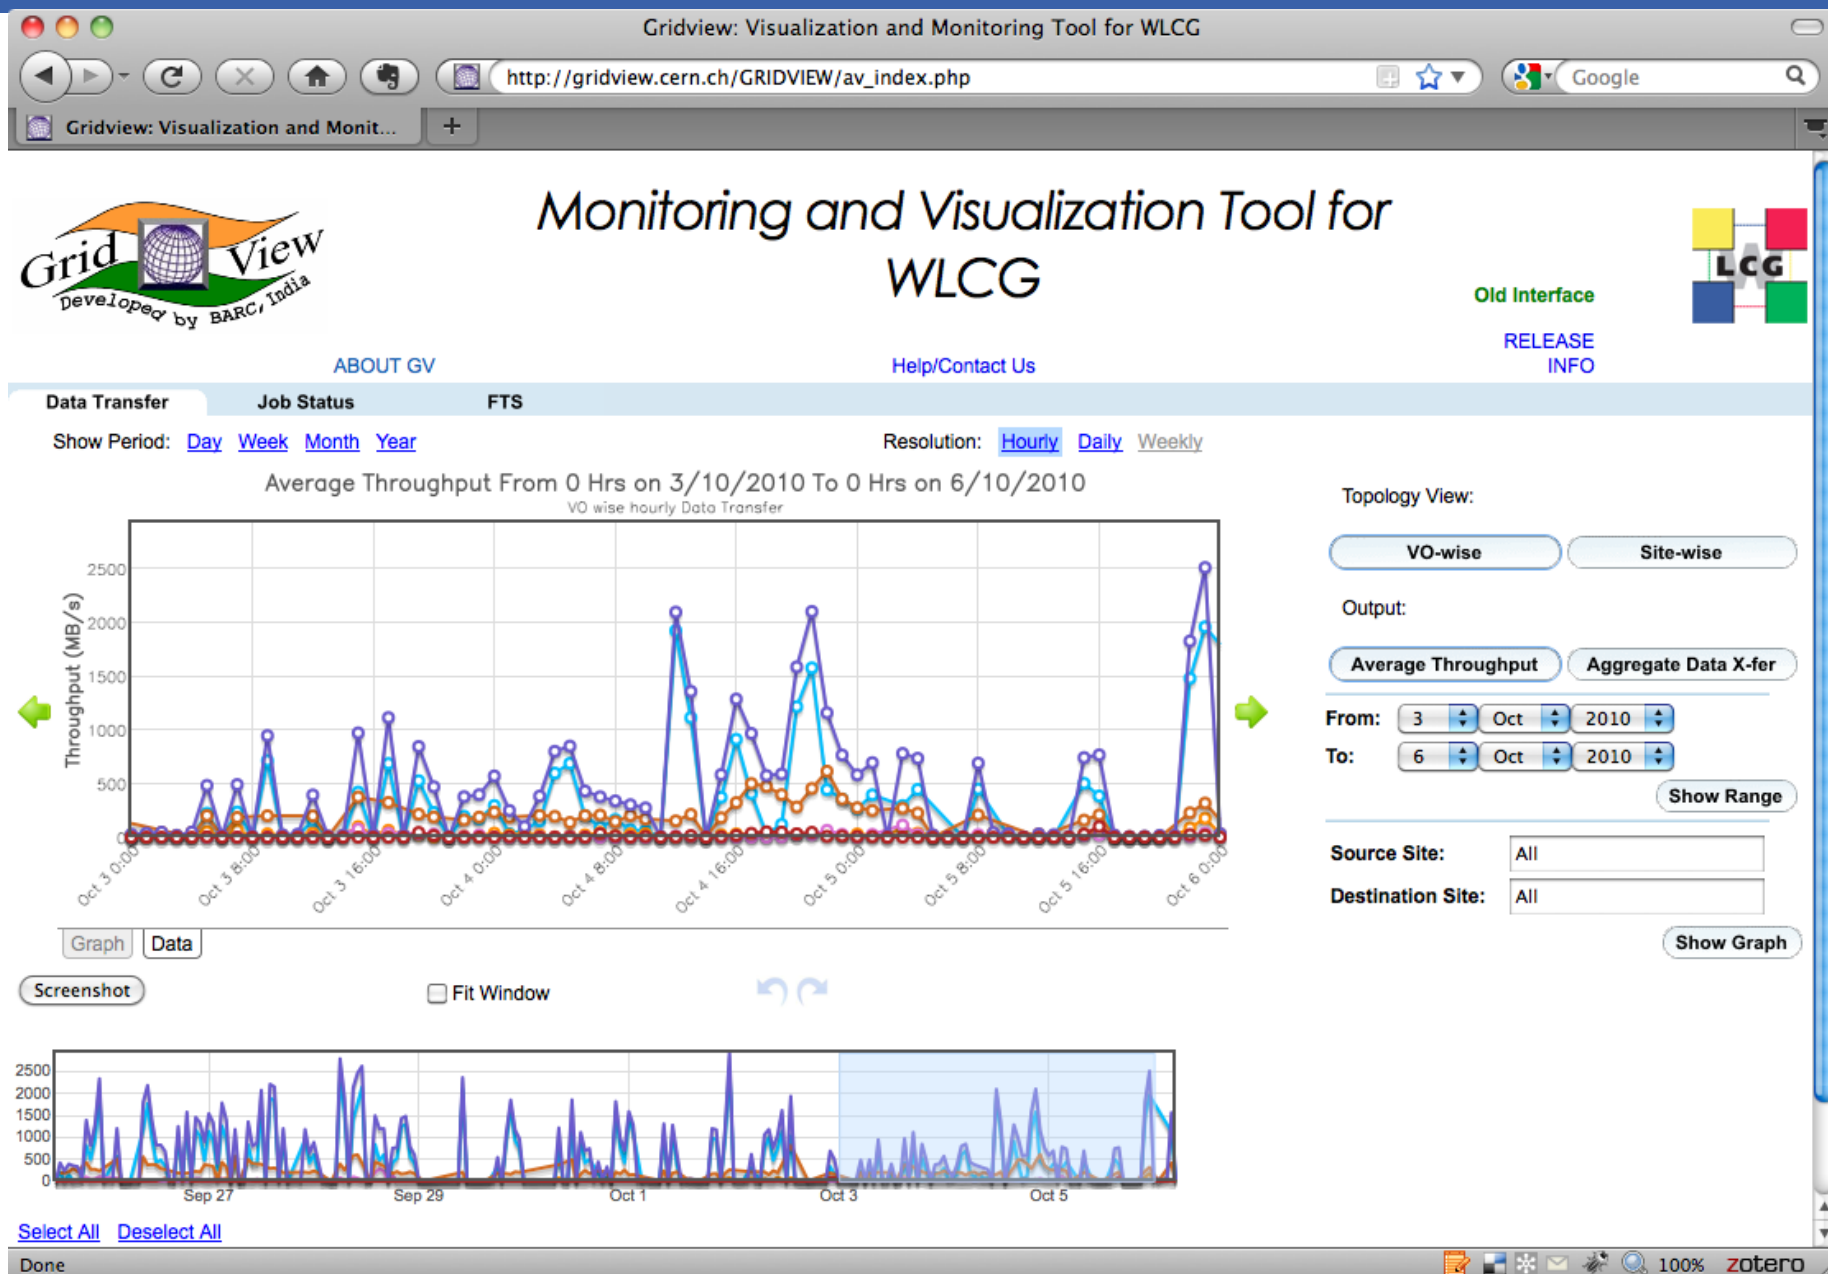 Gridview: Visualization and Monitoring Tool for WLCG
http://gridview.cern.ch/GRIDVIEW/av_index.php
Google
Gridview: Visualization and Monit...
+
Grid View
Developed by BARC, India
Monitoring and Visualization Tool for
WLCG
Old Interface
LCG
RELEASE
INFO
ABOUT GV
Help/Contact Us
Data Transfer Job Status FTS
Show Period: Day Week Month Year
Resolution: Hourly Daily Weekly
Average Throughput From 0 Hrs on 3/10/2010 To 0 Hrs on 6/10/2010
VO wise hourly Data Transfer
Throughput (MB/s)
2500
2000
1500
1000
500
0
Oct 3 0:00 Oct 3 8:00 Oct 3 16:00 Oct 4 0:00 Oct 4 8:00 Oct 4 16:00 Oct 5 0:00 Oct 5 8:00 Oct 5 16:00 Oct 6 0:00
Topology View:
VO-wise Site-wise
Output:
Average Throughput Aggregate Data X-fer
From: 3 Oct 2010
To: 6 Oct 2010
Show Range
Source Site: All
Destination Site: All
Show Graph
Graph Data
Screenshot
Fit Window
2500
2000
1500
1000
500
0
Sep 27 Sep 29 Oct 1 Oct 3 Oct 5
Select All Deselect All
Done
100% zotero